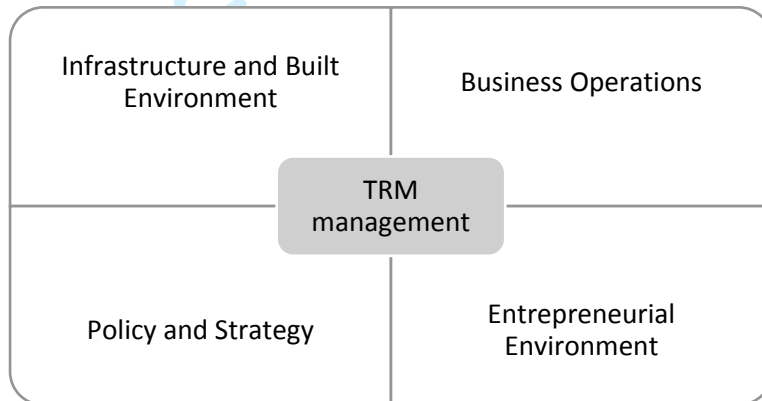 Infrastructure and Built
Environment
Business Operations
TRM
management
Policy and Strategy
Entrepreneurial
Environment